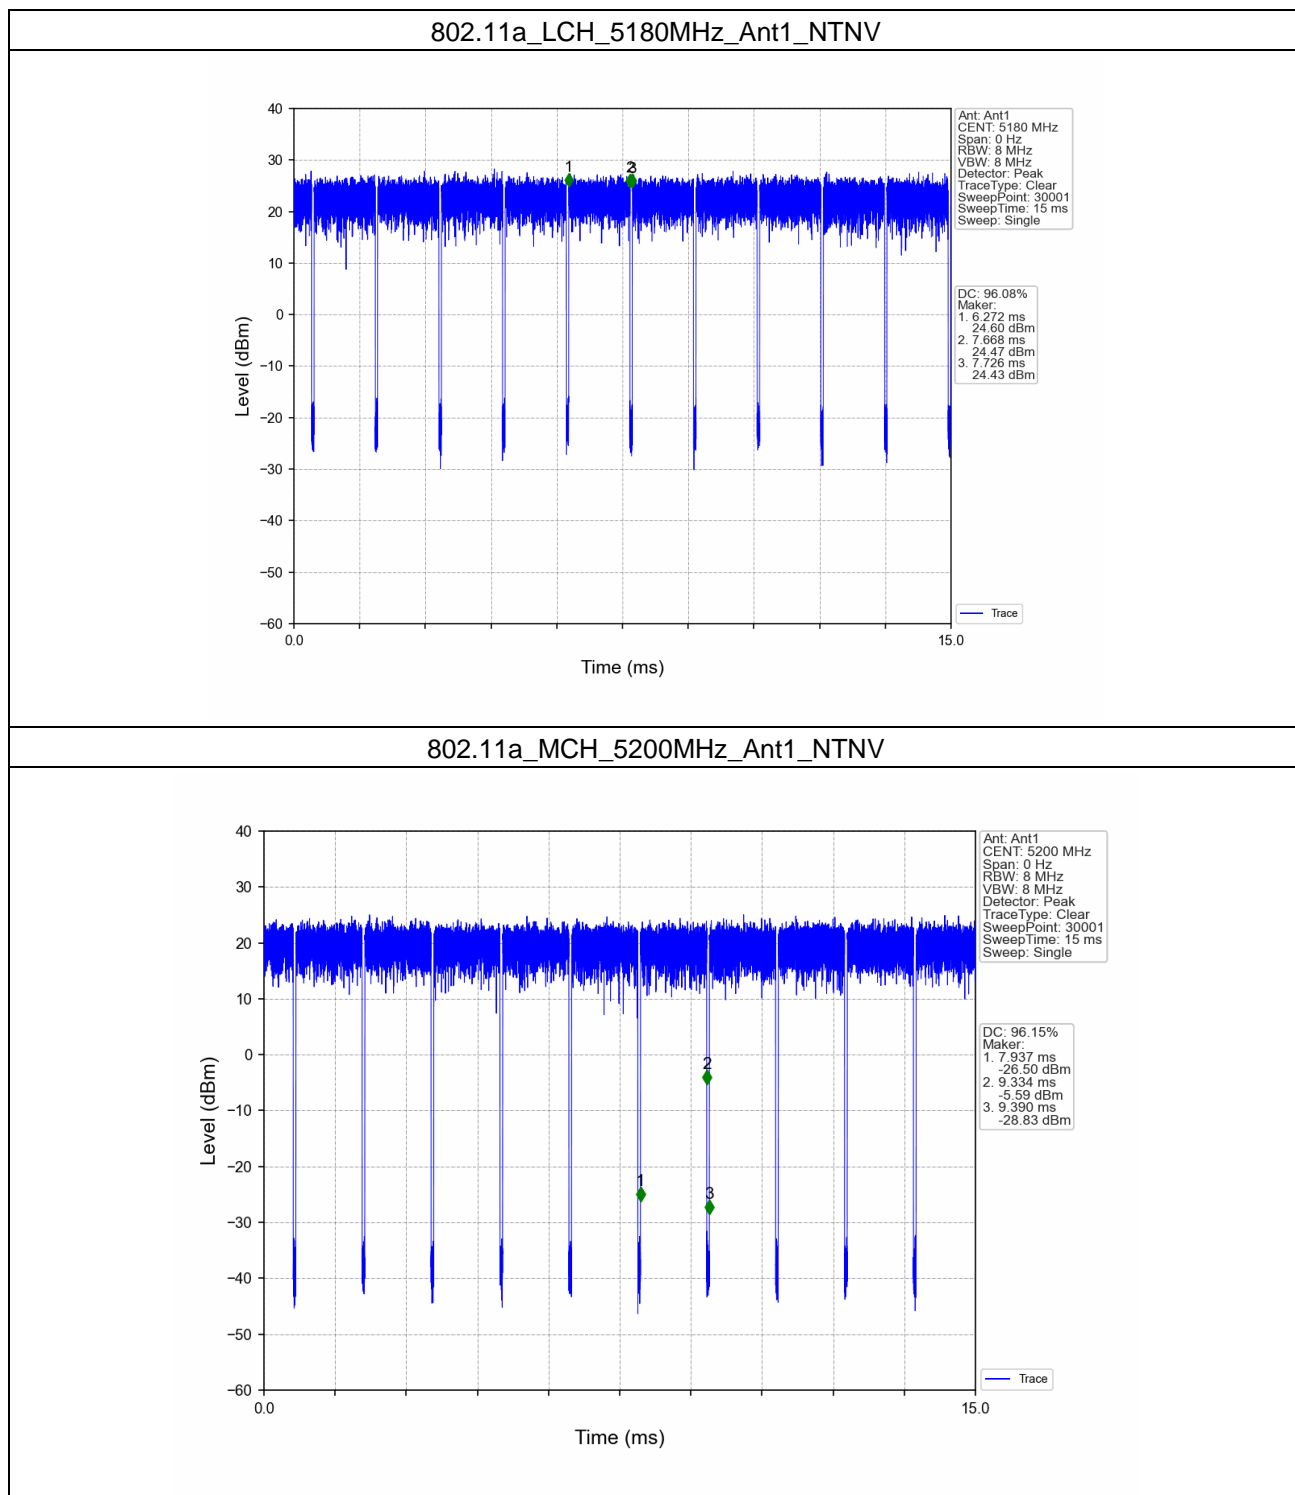 802.11a_LCH_5180MHz_Ant1_NTNV
40
30
20
10
0
−10
−20
−30
−40
−50
−60
Level (dBm)
1
2
3
0.0
15.0
Time (ms)
Ant: Ant1
CENT: 5180 MHz
Span: 0 Hz
RBW: 8 MHz
VBW: 8 MHz
Detector: Peak
TraceType: Clear
SweepPoint: 30001
SweepTime: 15 ms
Sweep: Single
DC: 96.08%
Maker:
1. 6.272 ms
24.60 dBm
2. 7.668 ms
24.47 dBm
3. 7.726 ms
24.43 dBm
Trace
802.11a_MCH_5200MHz_Ant1_NTNV
40
30
20
10
0
−10
−20
−30
−40
−50
−60
Level (dBm)
1
2
3
0.0
15.0
Time (ms)
Ant: Ant1
CENT: 5200 MHz
Span: 0 Hz
RBW: 8 MHz
VBW: 8 MHz
Detector: Peak
TraceType: Clear
SweepPoint: 30001
SweepTime: 15 ms
Sweep: Single
DC: 96.15%
Maker:
1. 7.937 ms
-26.50 dBm
2. 9.334 ms
-5.59 dBm
3. 9.390 ms
-28.83 dBm
Trace